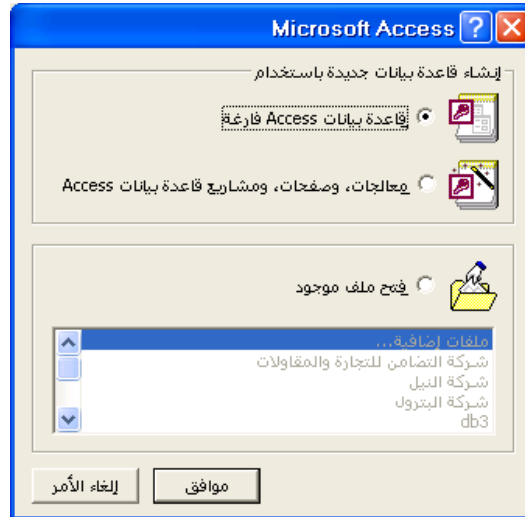 Microsoft Access
إنشاء قاعدة بيانات جديدة باستخدام
قاعدة بيانات Access فارغة
معالجات، وصفحات، ومشاريع قاعدة بيانات Access
فتح ملف موجود
ملفات إضافية...
شركة التضامن للتجارة والمقاولات
شركة النيل
شركة البترول
db3
موافق
إلغاء الأمر